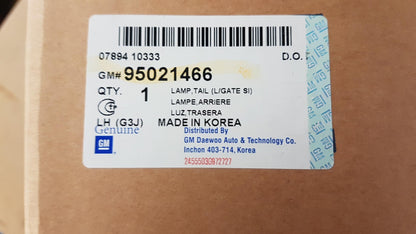 07894 10333
D.O.
GM# 95021466
QTY. 1
LAMP,TAIL (L/GATE SI)
LAMPE,ARRIERE
LUZ,TRASERA
LH (G3J) MADE IN KOREA
Genuine
GM
Distributed By
GM Daewoo Auto & Technology Co.
Inchon 403-714, Korea